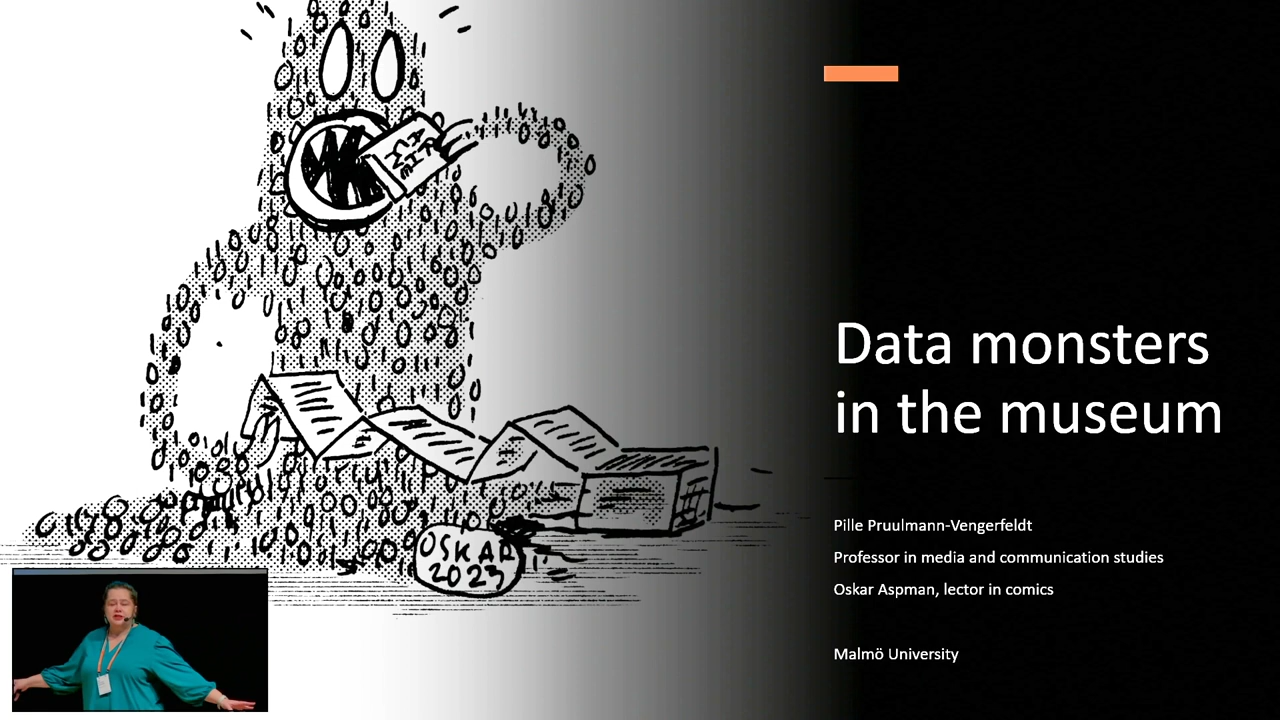 Data monsters
in the museum
Pille Pruulmann-Vengerfeldt
Professor in media and communication studies
Oskar Aspman, lector in comics
Malmö University
OSKAR
2023